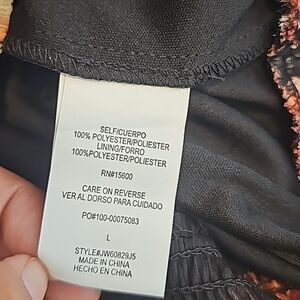 SELF/CUERPO
100% POLYESTER/POLIESTER
LINING/FORRO
100%POLYESTER/POLIESTER
RN#15600
CARE ON REVERSE
VER AL DORSO PARA CUIDADO
PO#100-00075083
L
STYLE#JW60829J5
MADE IN CHINA
HECHO EN CHINA